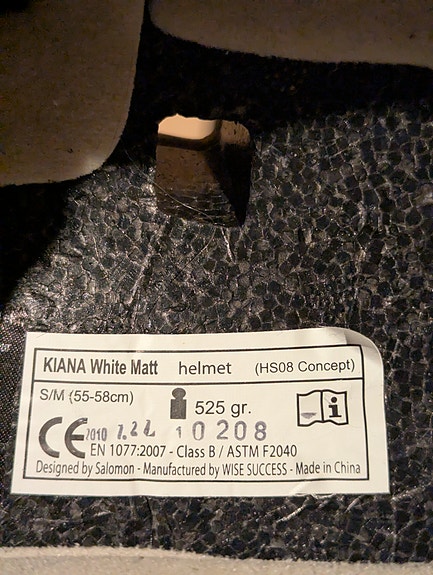 KIANA White Matt helmet (HS08 Concept)
S/M (55-58cm)
525 gr.
CE 10208
EN 1077:2007 - Class B / ASTM F2040
Designed by Salomon - Manufactured by WISE SUCCESS - Made in China